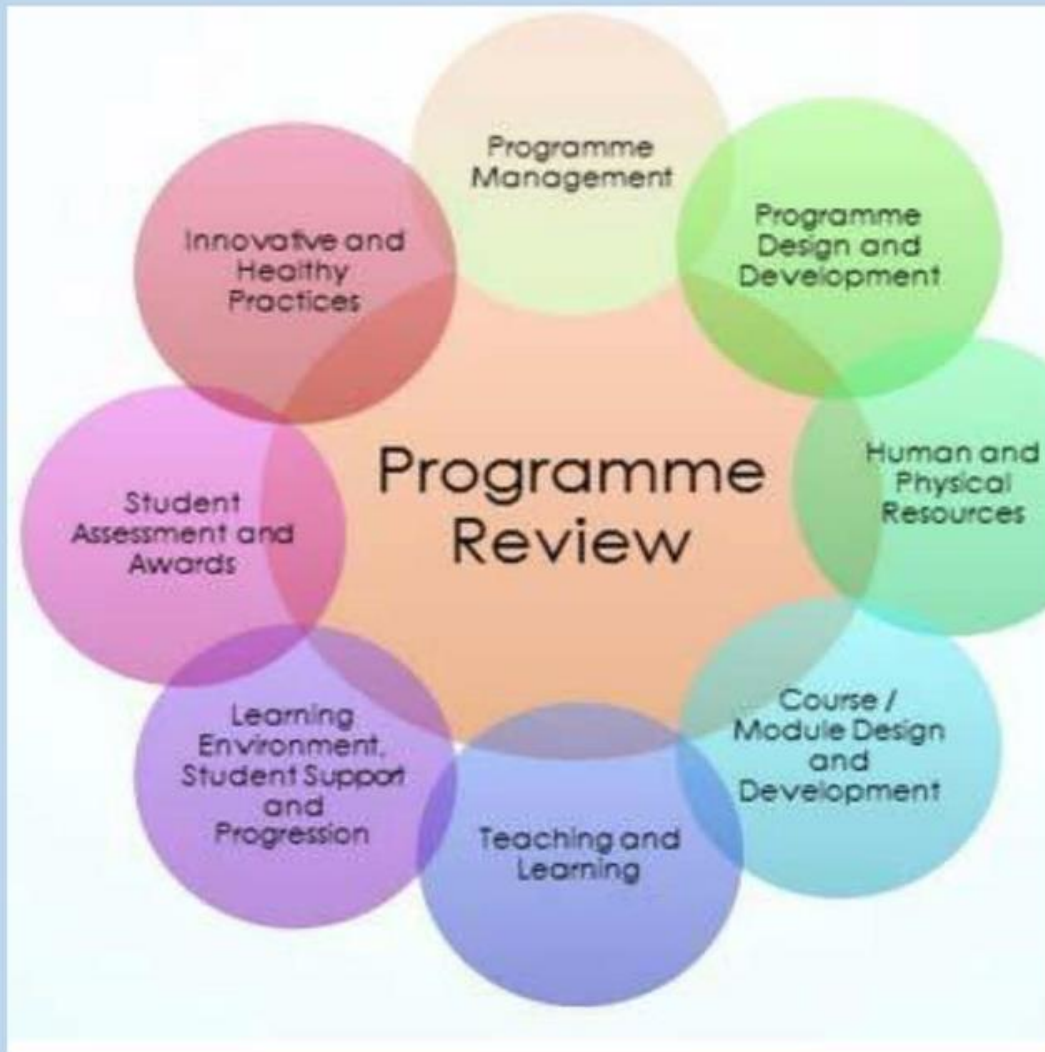 Programme
Management
Programme
Design and
Development
Human and
Physical
Resources
Course /
Module Design
and
Development
Teaching and
Learning
Learning
Environment,
Student Support
and
Progression
Student
Assessment and
Awards
Innovative and
Healthy
Practices
Programme
Review